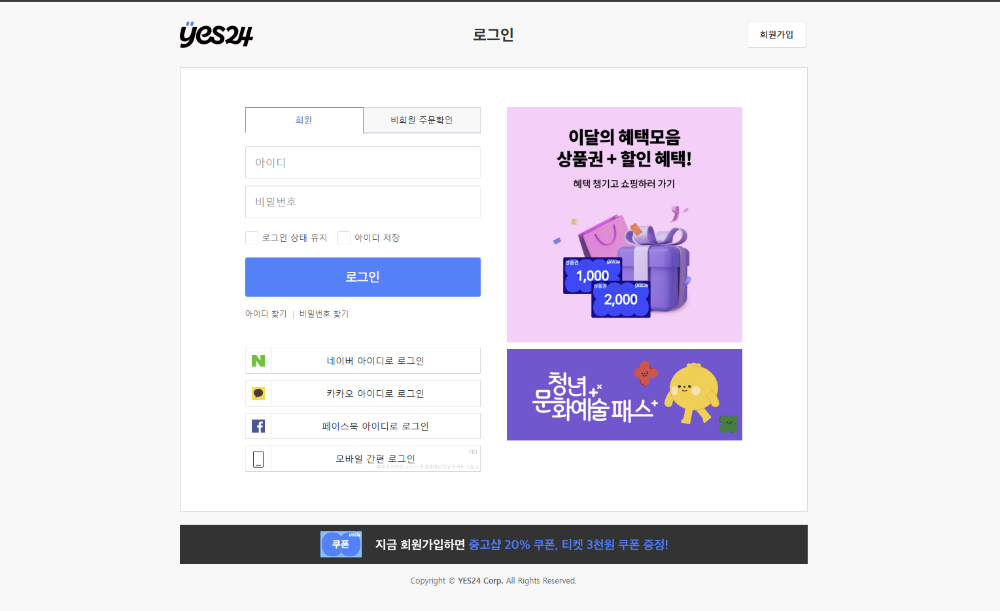 yes24
로그인
회원가입
회원
비회원 주문확인
아이디
비밀번호
로그인 상태 유지
아이디 저장
로그인
아이디 찾기 | 비밀번호 찾기
네이버 아이디로 로그인
카카오 아이디로 로그인
페이스북 아이디로 로그인
모바일 간편 로그인
AD
이달의 혜택모음
상품권 + 할인 혜택!
혜택 챙기고 쇼핑하러 가기
상품권 yes24
1,000
상품권 yes24
2,000
청년
문화예술패스
yes24
쿠폰
지금 회원가입하면 중고샵 20% 쿠폰, 티켓 3천원 쿠폰 증정!
Copyright © YES24 Corp. All Rights Reserved.